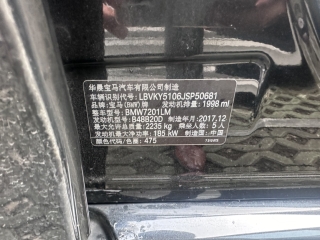 华晨宝马汽车有限公司制造
车辆识别代号: LBVKY5106JSP50681
品牌: 宝马(BMW)牌 发动机排量: 1998 ml
整车型号: BMW7201LM
发动机型号: B48B20D 制造年月: 2017.12
最大允许总质量: 2235 kg 乘坐人数: 5 人
发动机最大净功率: 185 kW 制造国: 中国
颜色代码/色番: 475